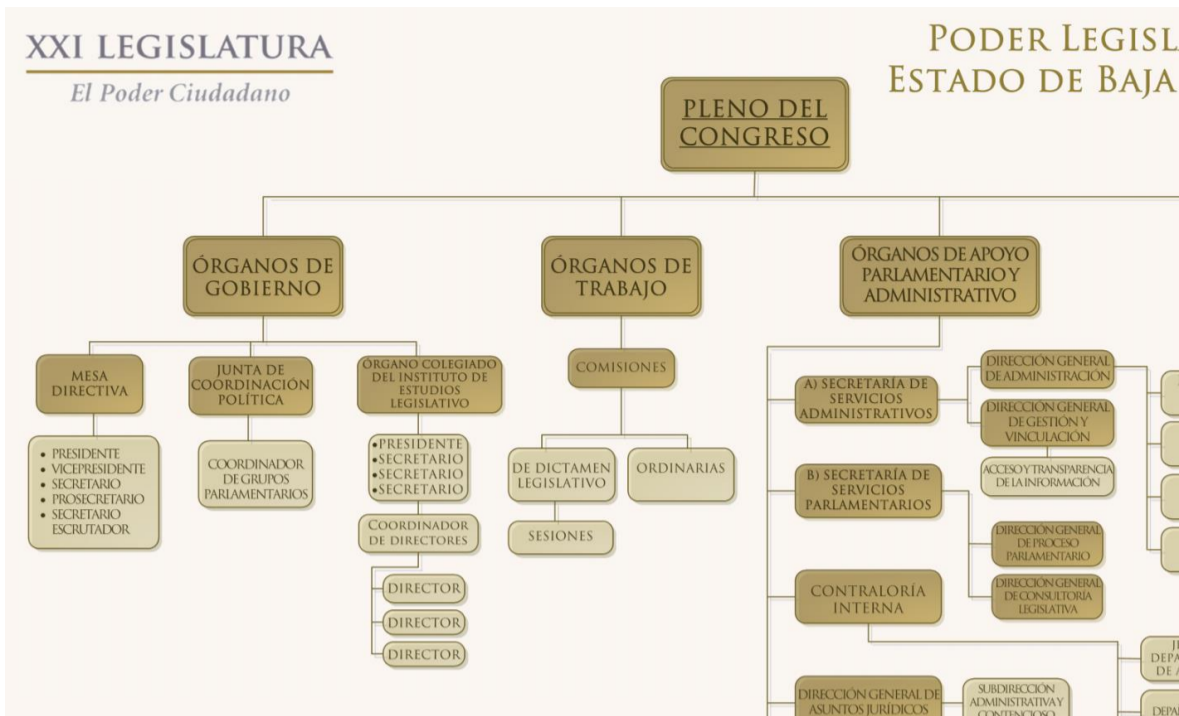 XXI LEGISLATURA
El Poder Ciudadano
PODER
ESTADO DE BAJA
PLENO DEL
CONGRESO
ÓRGANOS DE
GOBIERNO
ÓRGANOS DE
TRABAJO
ÓRGANOS DE APOYO
PARLAMENTARIO Y
ADMINISTRATIVO
MESA
DIRECTIVA
JUNTA DE
COORDINACIÓN
POLÍTICA
ÓRGANO COLEGIADO
DEL INSTITUTO DE
ESTUDIOS
LEGISLATIVO
COMISIONES
• PRESIDENTE
• VICEPRESIDENTE
• SECRETARIO
• PROSECRETARIO
• SECRETARIO
ESCRUTADOR
COORDINADOR
DE GRUPOS
PARLAMENTARIOS
•PRESIDENTE
•SECRETARIO
•SECRETARIO
•SECRETARIO
COORDINADOR
DE DIRECTORES
DIRECTOR
DIRECTOR
DIRECTOR
DE DICTAMEN
LEGISLATIVO
ORDINARIAS
SESIONES
A) SECRETARÍA DE
SERVICIOS
ADMINISTRATIVOS
DIRECCIÓN GENERAL
DE ADMINISTRACIÓN
DIRECCIÓN GENERAL
DE GESTIÓN Y
VINCULACIÓN
ACCESO Y TRANSPARENCIA
DE LA INFORMACIÓN
B) SECRETARÍA DE
SERVICIOS
PARLAMENTARIOS
DIRECCIÓN GENERAL
DE PROCESO
PARLAMENTARIO
DIRECCIÓN GENERAL
DE CONSULTORÍA
LEGISLATIVA
CONTRALORÍA
INTERNA
DIRECCIÓN GENERAL DE
ASUNTOS JURÍDICOS
SUBDIRECCIÓN
ADMINISTRATIVA Y
CONTENCIOSO